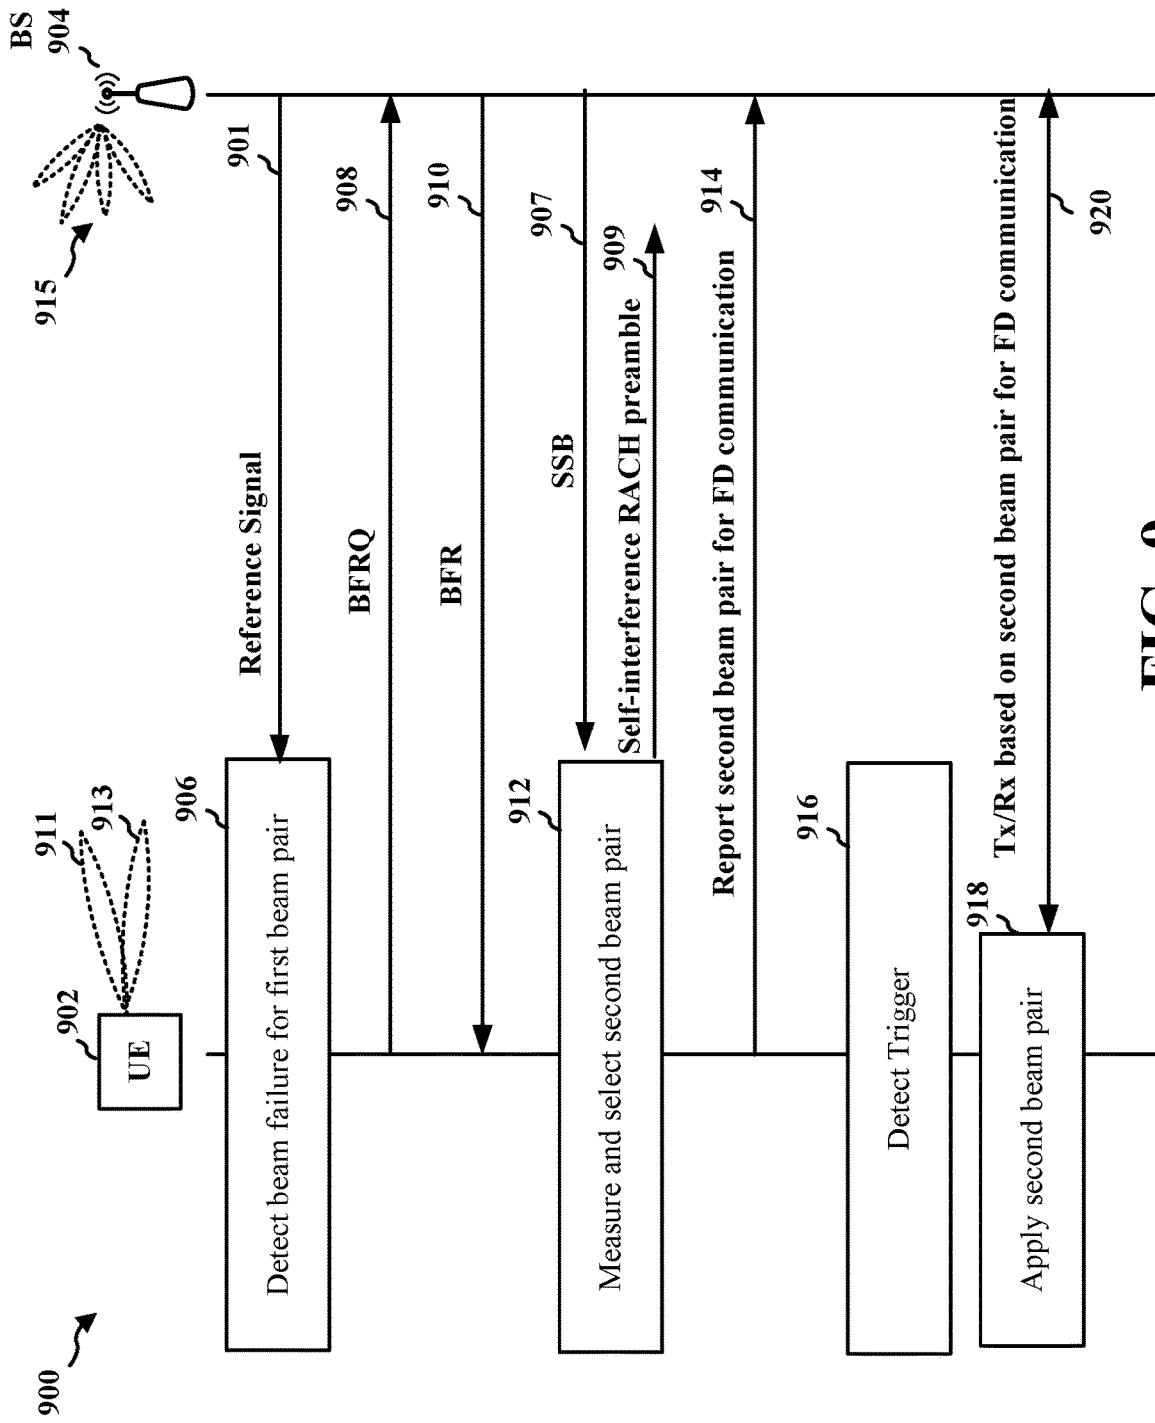 900
UE
902
911
913
915
BS
904
Detect beam failure for first beam pair
906
Reference Signal
901
BFRQ
908
BFR
910
SSB
907
Measure and select second beam pair
912
Self-interference RACH preamble
909
Report second beam pair for FD communication
914
Detect Trigger
916
Apply second beam pair
918
Tx/Rx based on second beam pair for FD communication
920